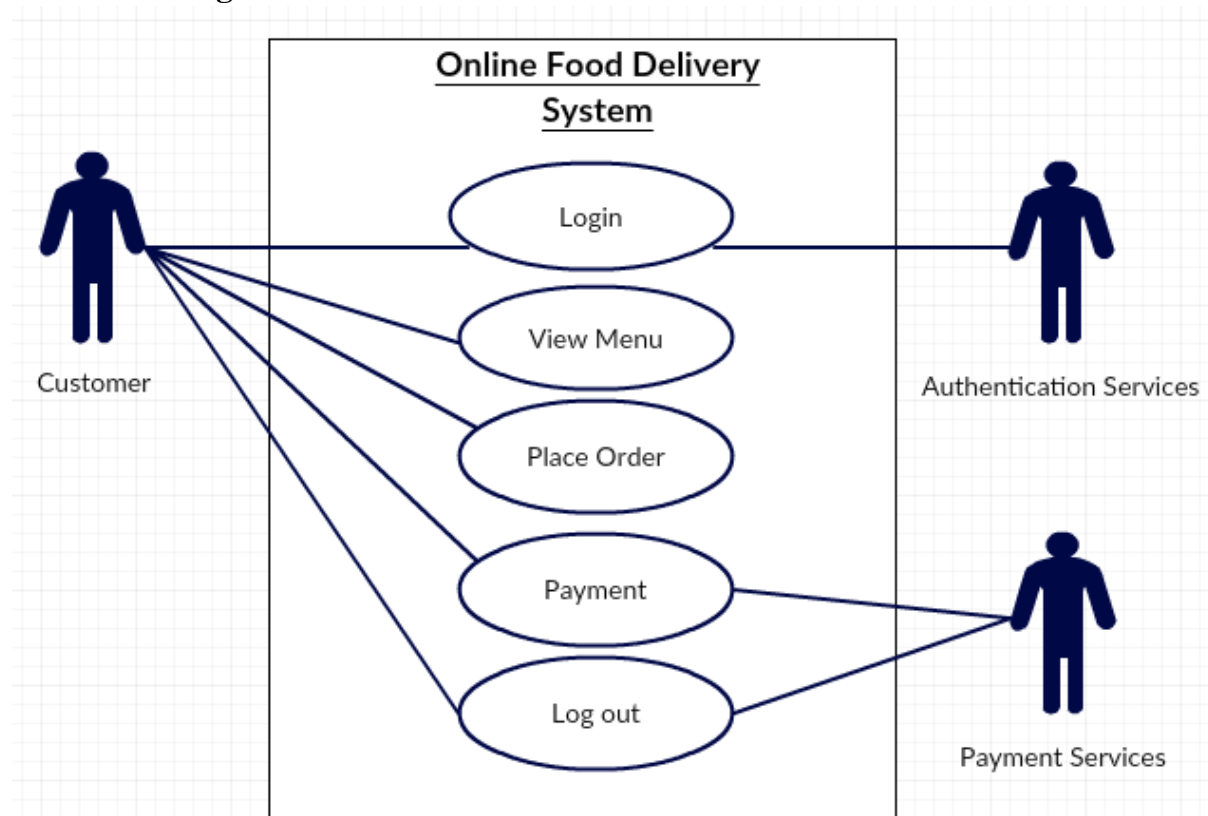 Online Food Delivery
System
Login
View Menu
Customer
Authentication Services
Place Order
Payment
Log out
Payment Services